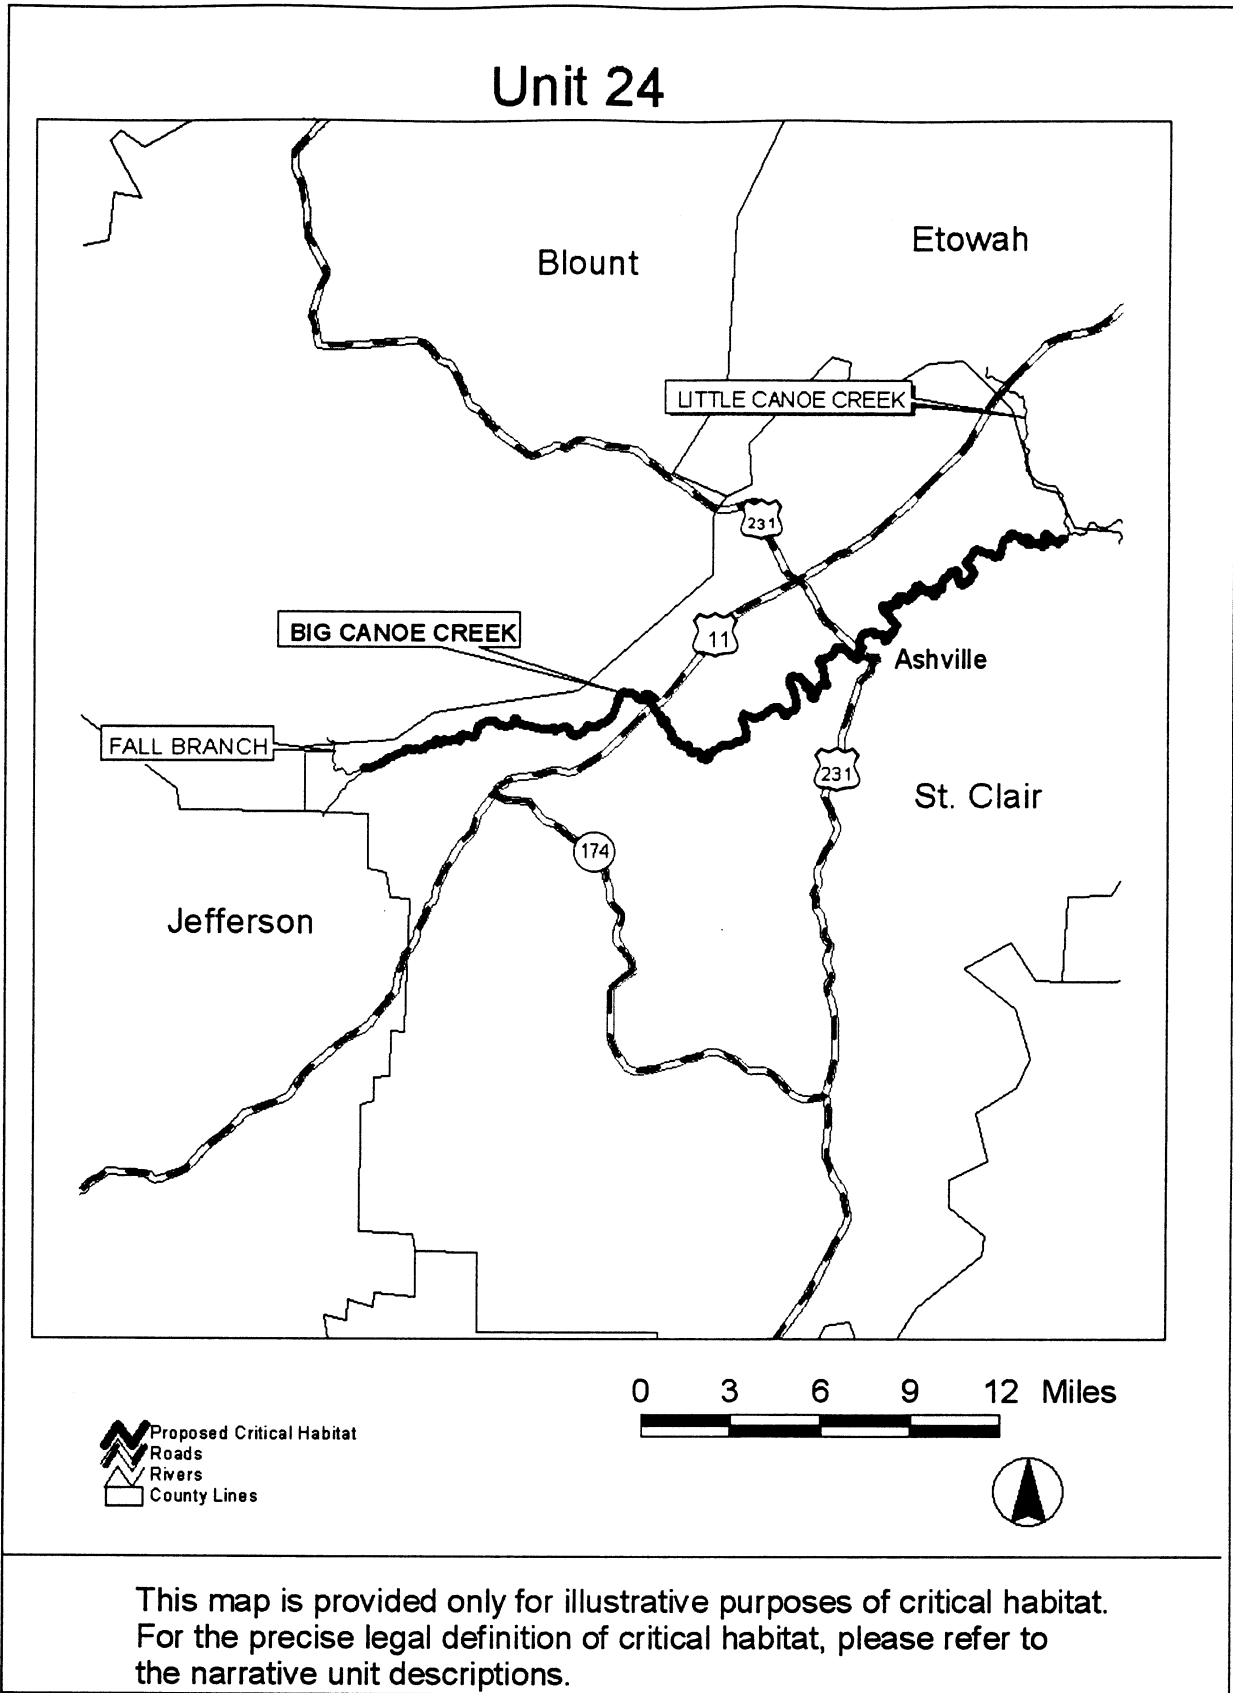 Unit 24
Etowah
Blount
LITTLE CANOE CREEK
231
BIG CANOE CREEK
11
Ashville
FALL BRANCH
231
St. Clair
174
Jefferson
0 3 6 9 12 Miles
Proposed Critical Habitat
Roads
Rivers
County Lines
This map is provided only for illustrative purposes of critical habitat.
For the precise legal definition of critical habitat, please refer to
the narrative unit descriptions.